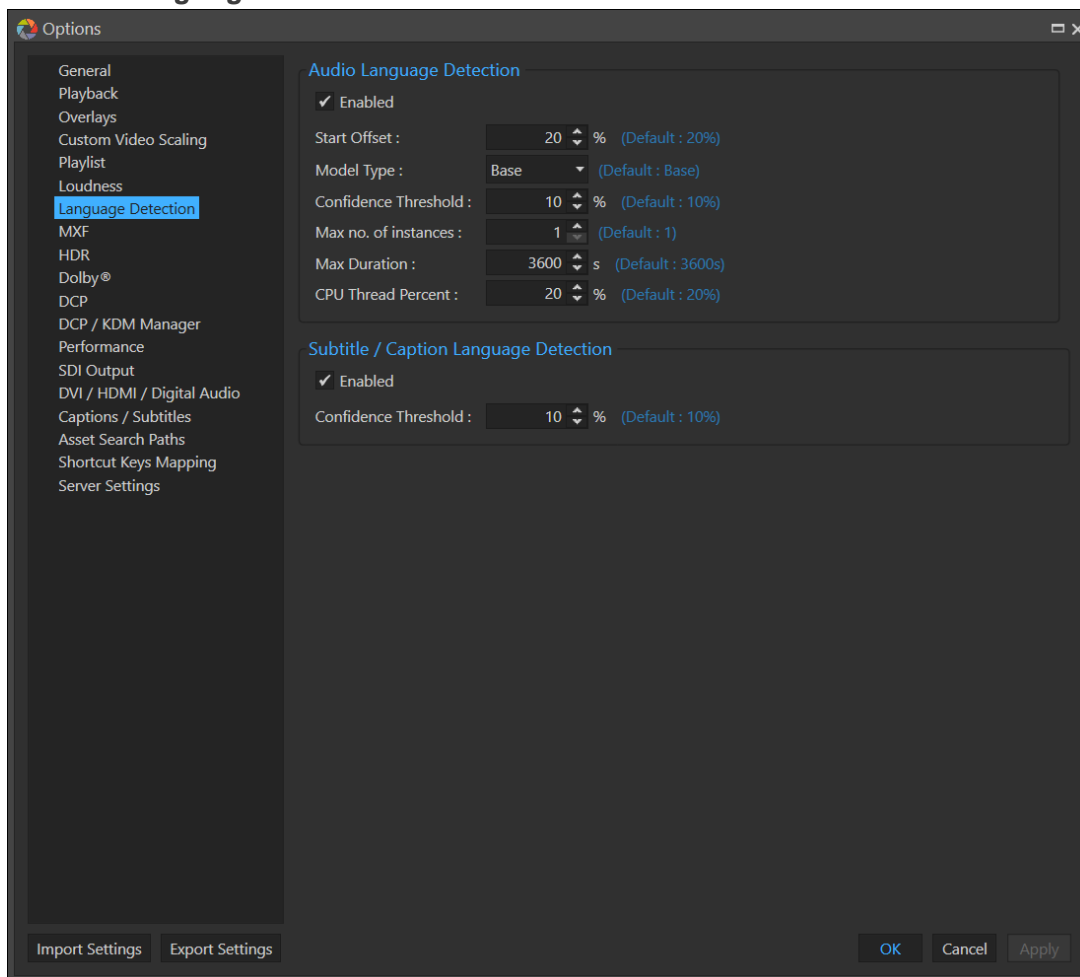 Options
General
Playback
Overlays
Custom Video Scaling
Playlist
Loudness
Language Detection
MXF
HDR
Dolby®
DCP
DCP / KDM Manager
Performance
SDI Output
DVI / HDMI / Digital Audio
Captions / Subtitles
Asset Search Paths
Shortcut Keys Mapping
Server Settings
Audio Language Detection
Enabled
Start Offset : 20 % (Default : 20%)
Model Type : Base (Default : Base)
Confidence Threshold : 10 % (Default : 10%)
Max no. of instances : 1 (Default : 1)
Max Duration : 3600 s (Default : 3600s)
CPU Thread Percent : 20 % (Default : 20%)
Subtitle / Caption Language Detection
Enabled
Confidence Threshold : 10 % (Default : 10%)
Import Settings Export Settings OK Cancel Apply